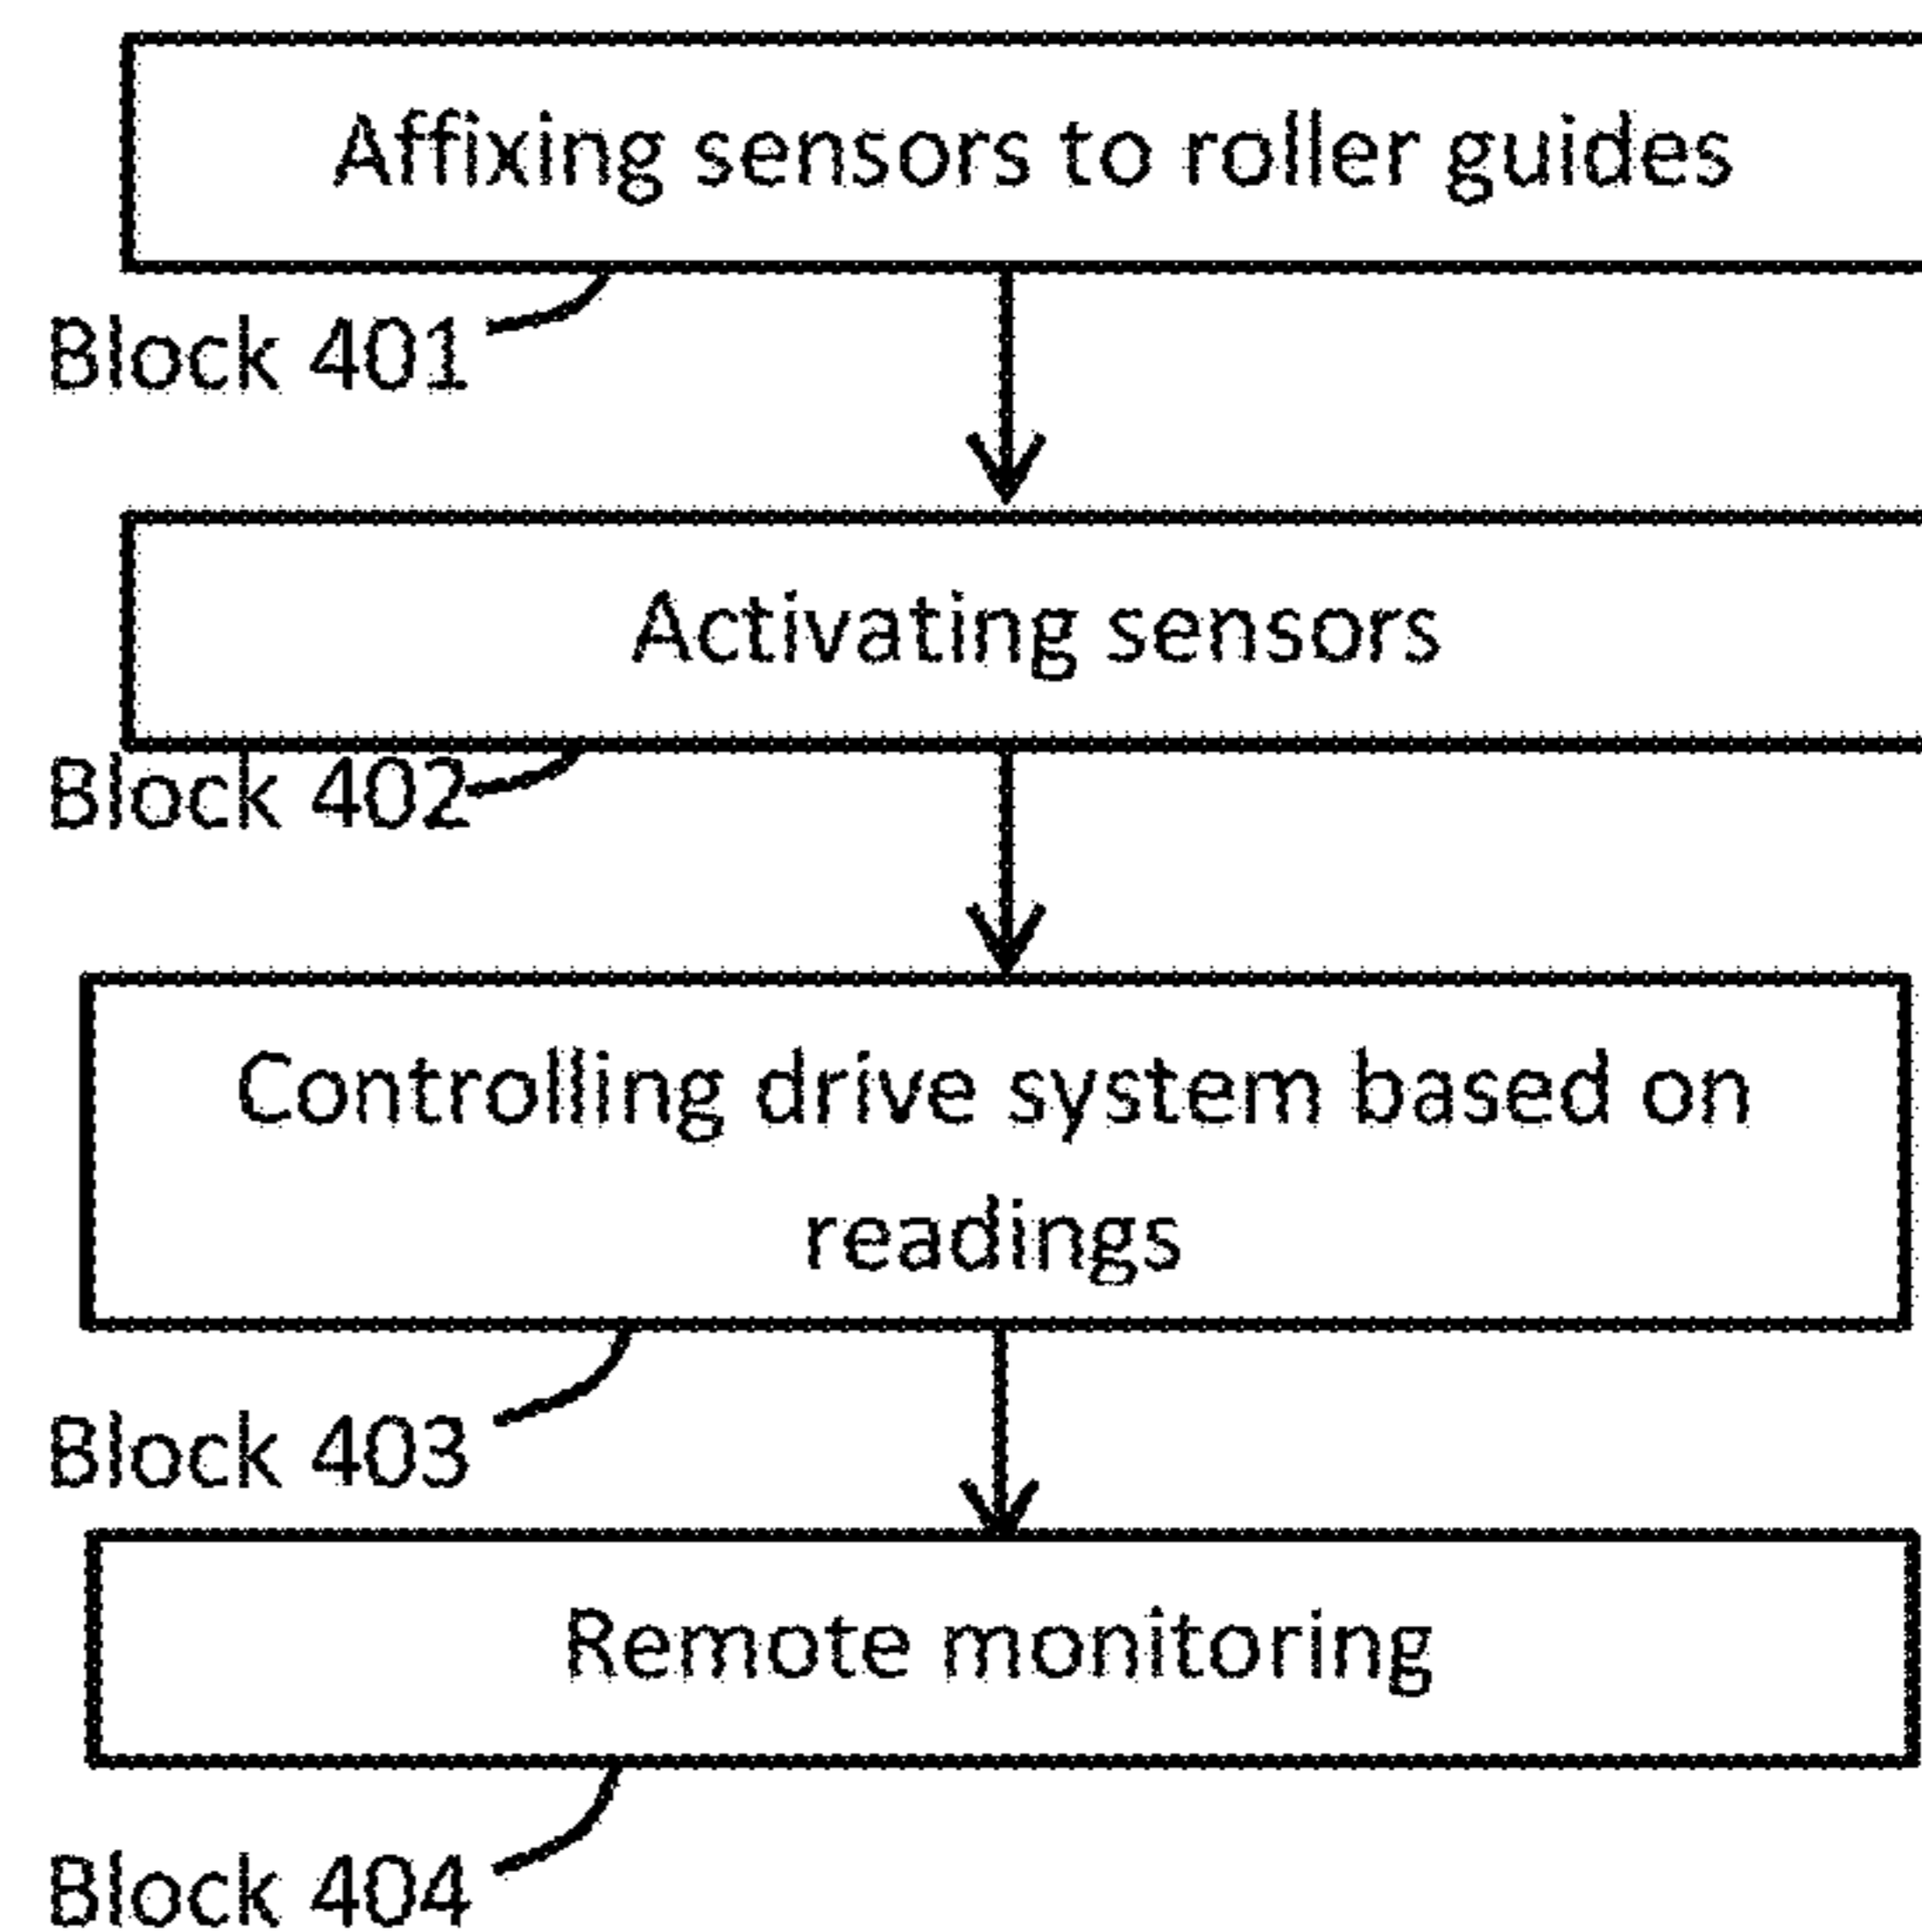 Affixing sensors to roller guides
Block 401
Activating sensors
Block 402
Controlling drive system based on
readings
Block 403
Remote monitoring
Block 404